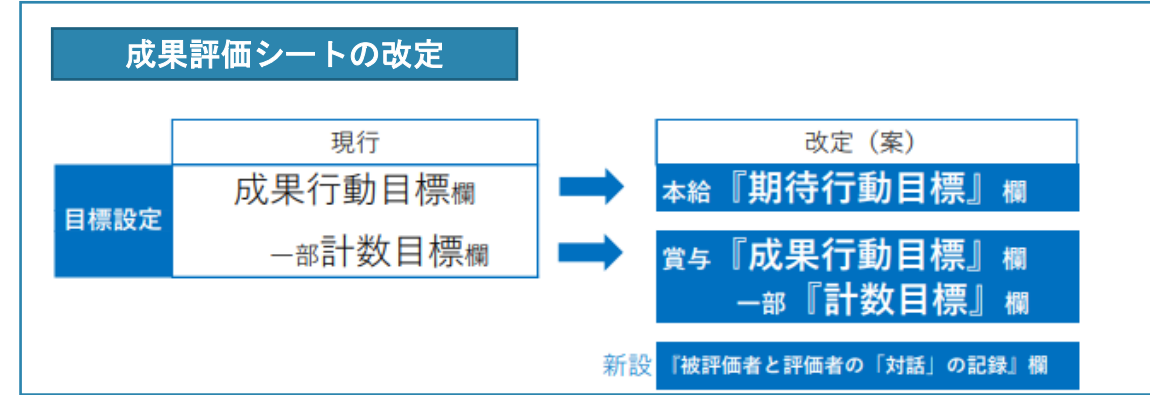 成果評価シートの改定
現行
改定（案）
目標設定
成果行動目標欄
一部計数目標欄
本給『期待行動目標』欄
賞与『成果行動目標』欄
一部『計数目標』欄
新設
『被評価者と評価者の「対話」の記録』欄